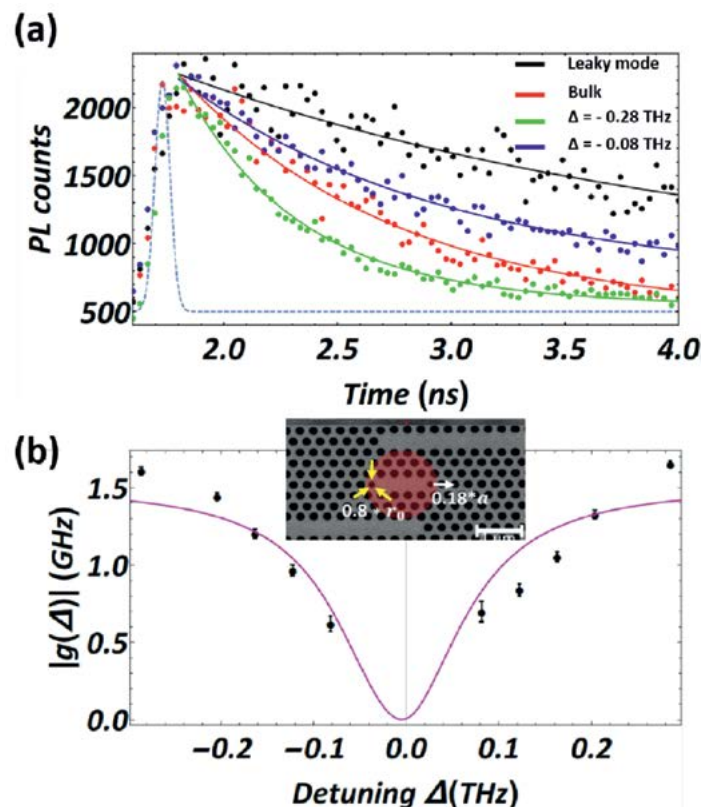 (a)
2000
1500
1000
500
PL counts
Leaky mode
Bulk
Δ = - 0.28 THz
Δ = - 0.08 THz
2.0 2.5 3.0 3.5 4.0
Time (ns)
(b)
0.8 * r₀
0.18*a
1.5
1.0
0.5
0.0
|g(Δ)| (GHz)
−0.2 −0.1 0.0 0.1 0.2
Detuning Δ(THz)